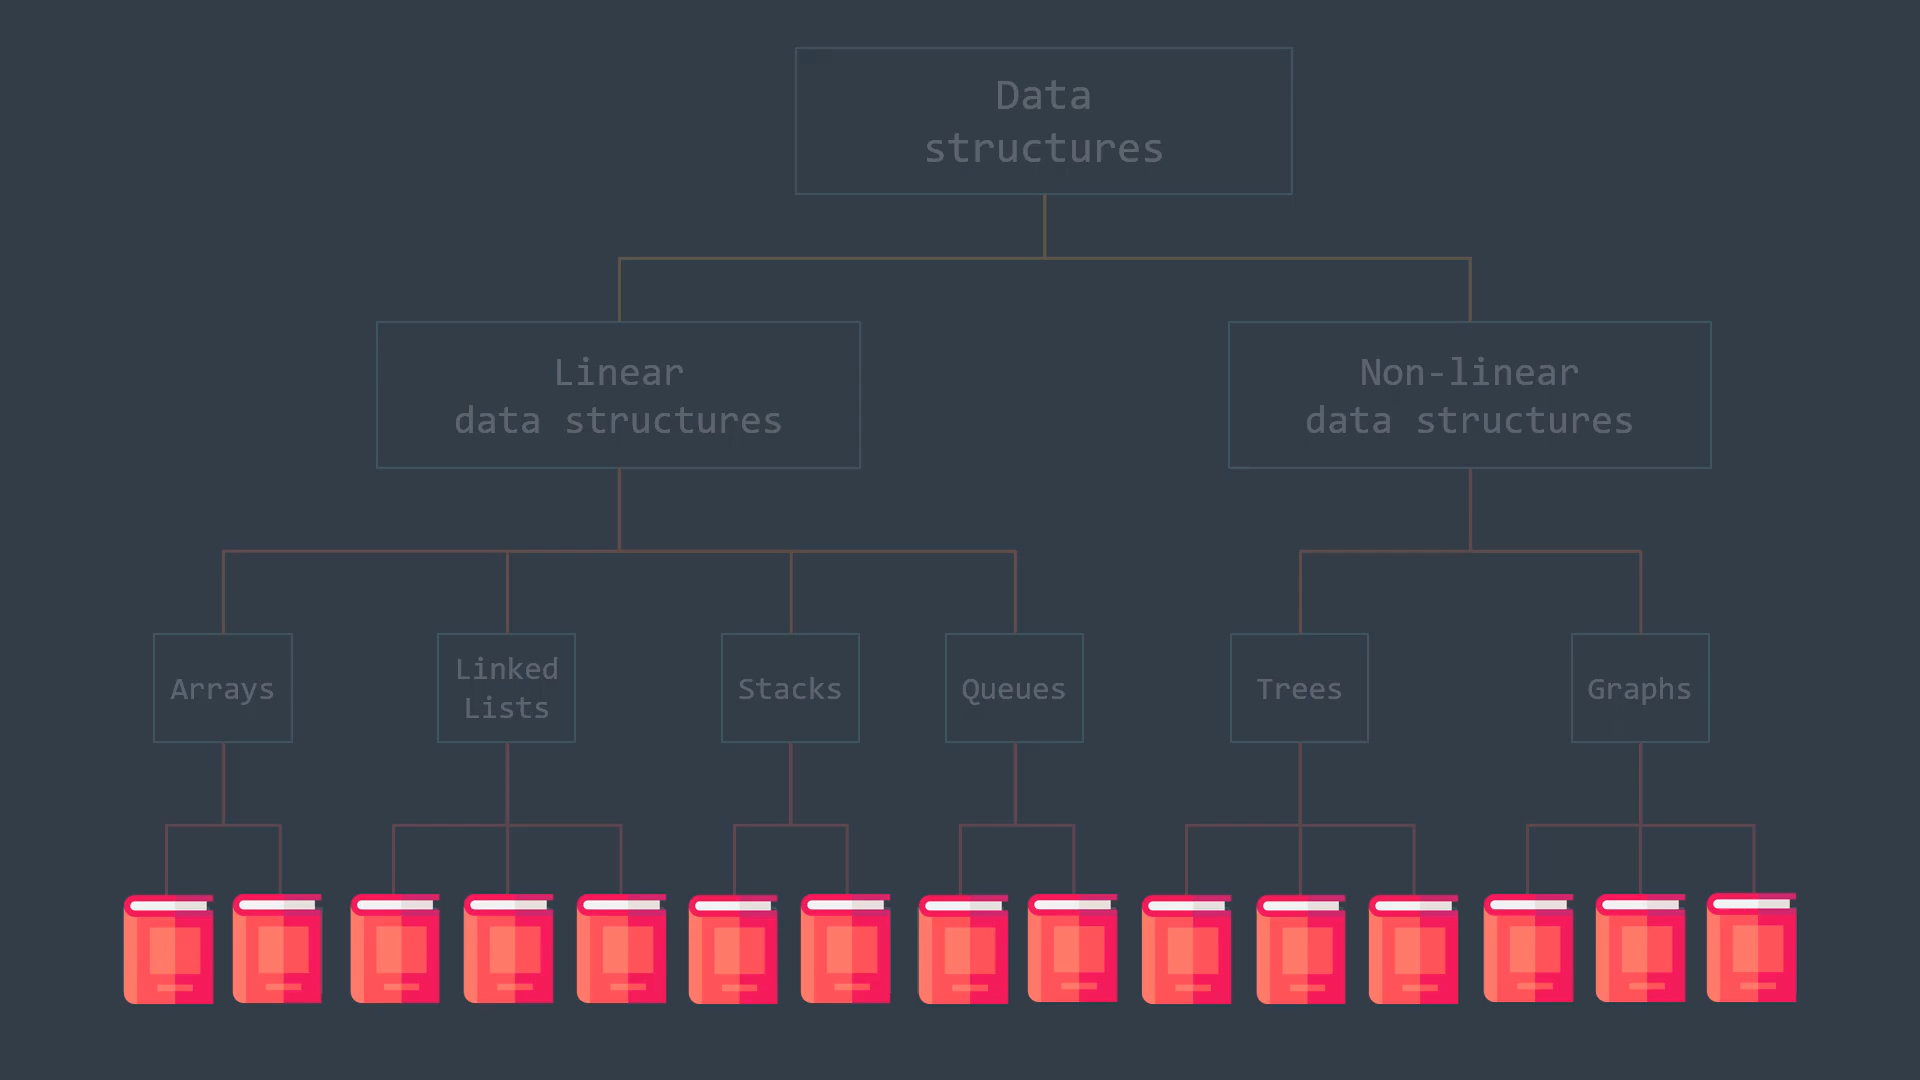 Data
structures
Linear
data structures
Non-linear
data structures
Arrays
Linked
Lists
Stacks
Queues
Trees
Graphs